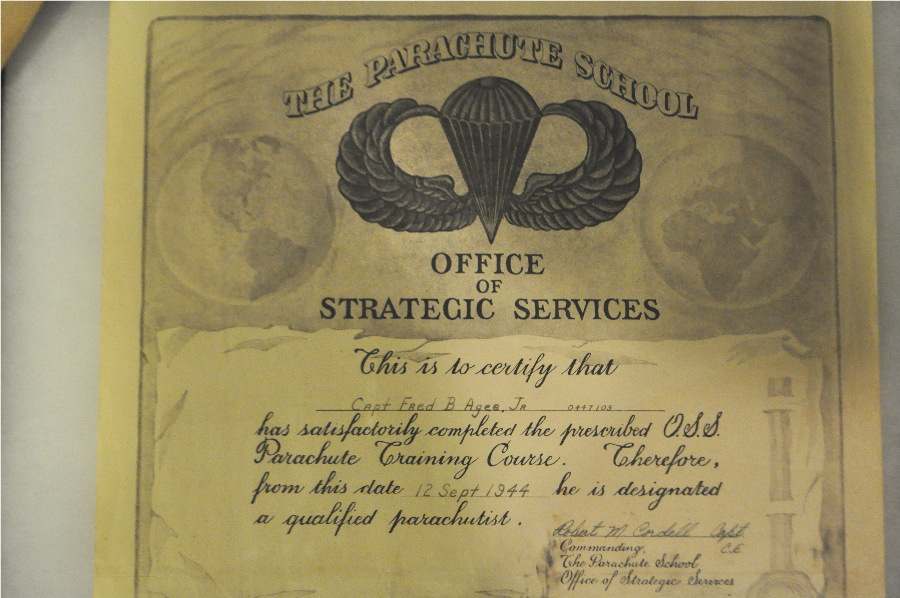 THE PARACHUTE SCHOOL
OFFICE
OF
STRATEGIC SERVICES
This is to certify that
Capt Fred B Agee, Jr 0447103
has satisfactorily completed the prescribed O.S.S.
Parachute Training Course. Therefore,
from this date 12 Sept 1944 he is designated
a qualified parachutist.
Robert M Cordell Capt.
Commanding, C.E.
The Parachute School
Office of Strategic Services